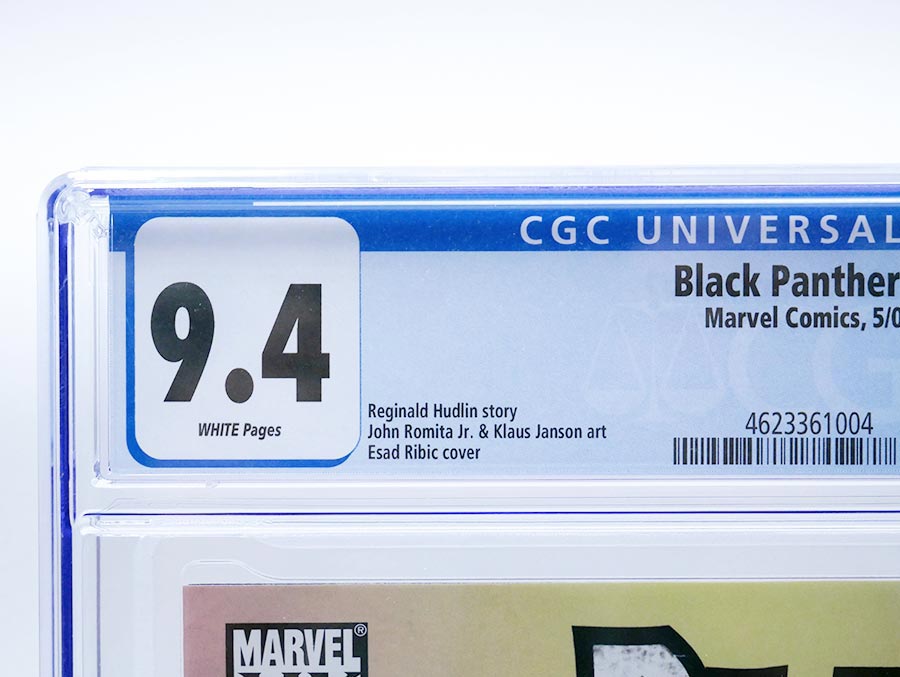 CGC UNIVERSAL
9.4
WHITE Pages
Black Panther
Marvel Comics, 5/0
Reginald Hudlin story
John Romita Jr. & Klaus Janson art
Esad Ribic cover
4623361004
MARVEL®